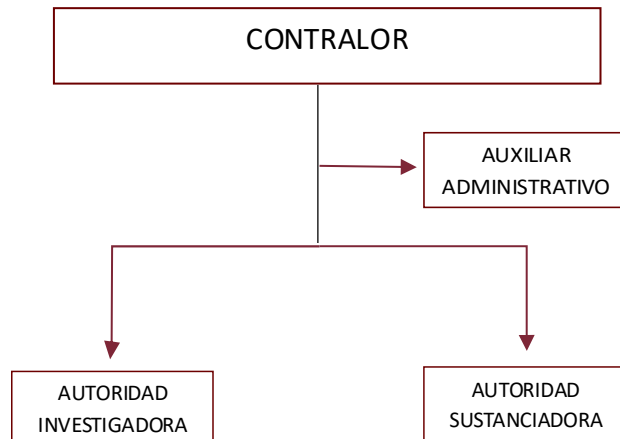 CONTRALOR
AUXILIAR
ADMINISTRATIVO
AUTORIDAD
INVESTIGADORA
AUTORIDAD
SUSTANCIADORA